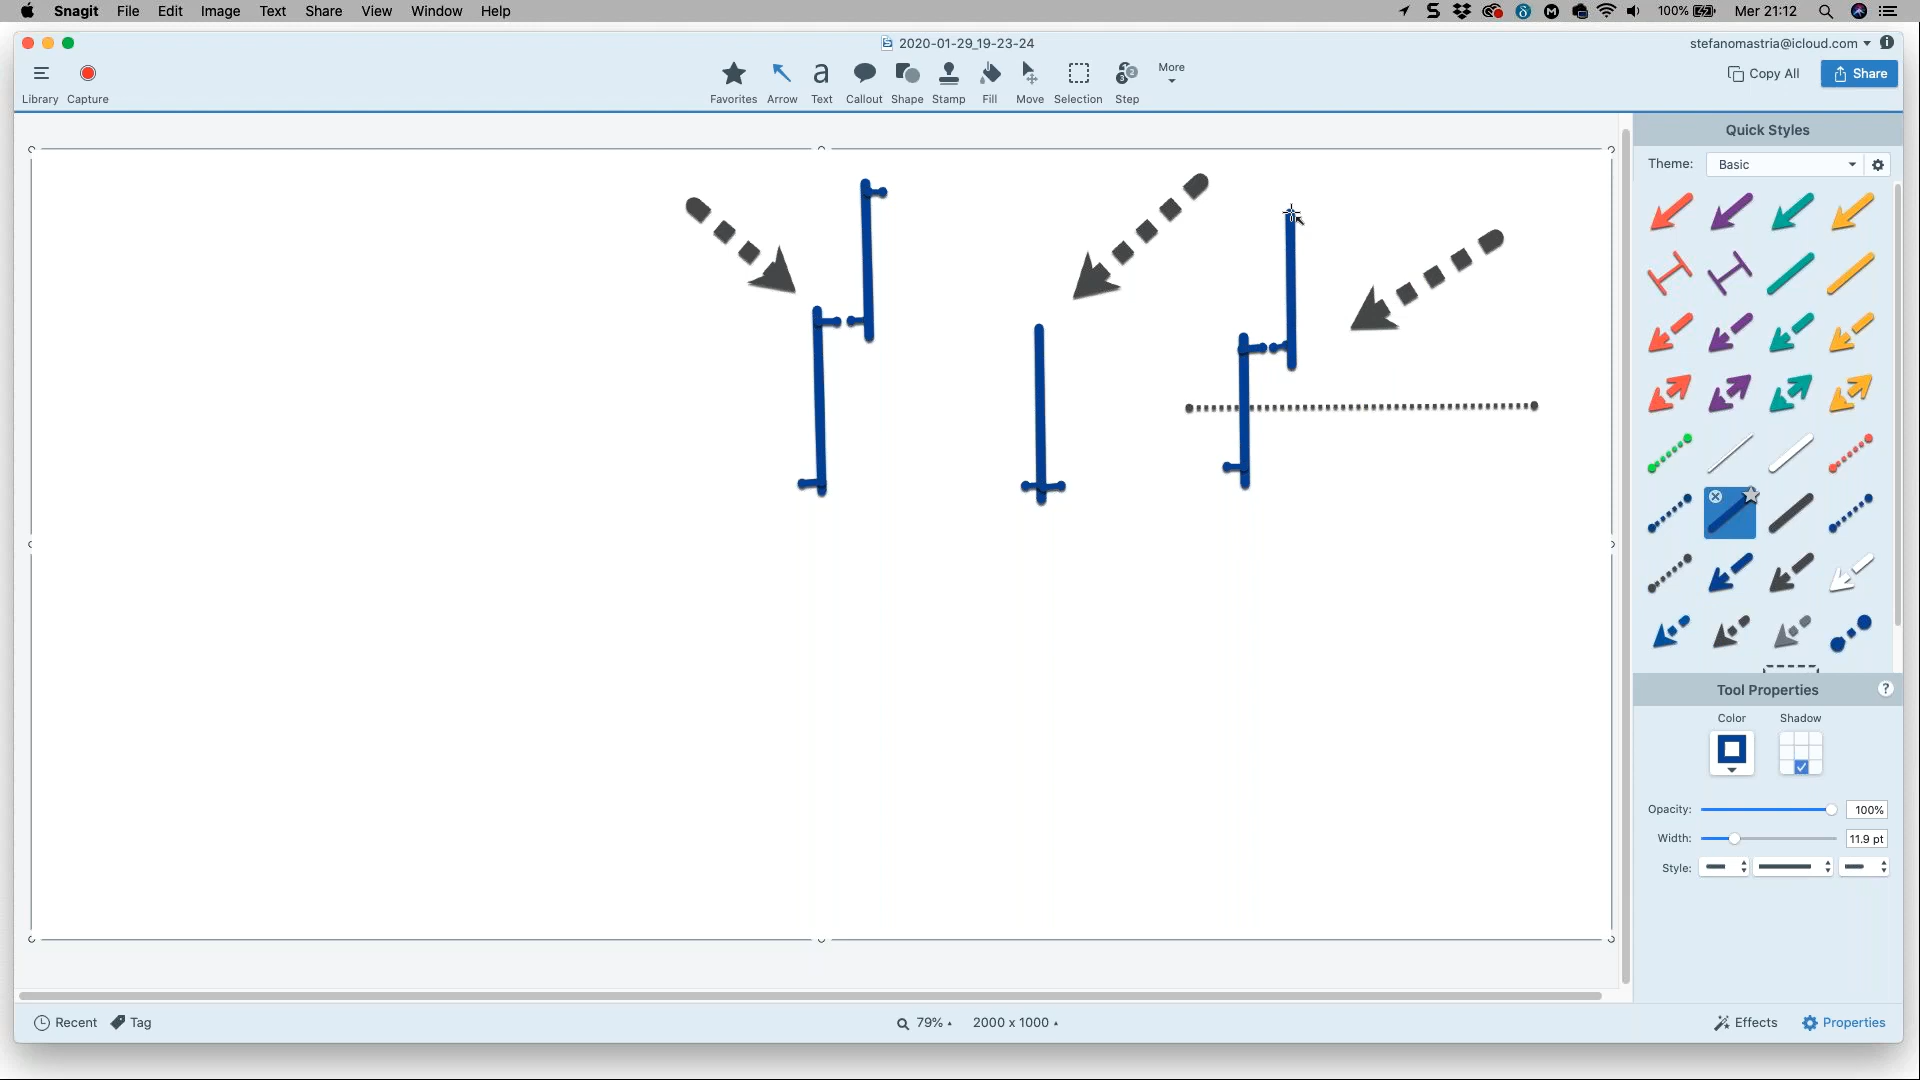 Snagit File Edit Image Text Share View Window Help
100% Mer 21:12
2020-01-29_19-23-24
stefanomastria@icloud.com
Library Capture
Favorites Arrow Text Callout Shape Stamp Fill Move Selection Step More
Copy All Share
Quick Styles
Theme: Basic
Tool Properties ?
Color Shadow
Opacity: 100%
Width: 11.9 pt
Style:
Recent Tag
79% 2000 x 1000
Effects Properties